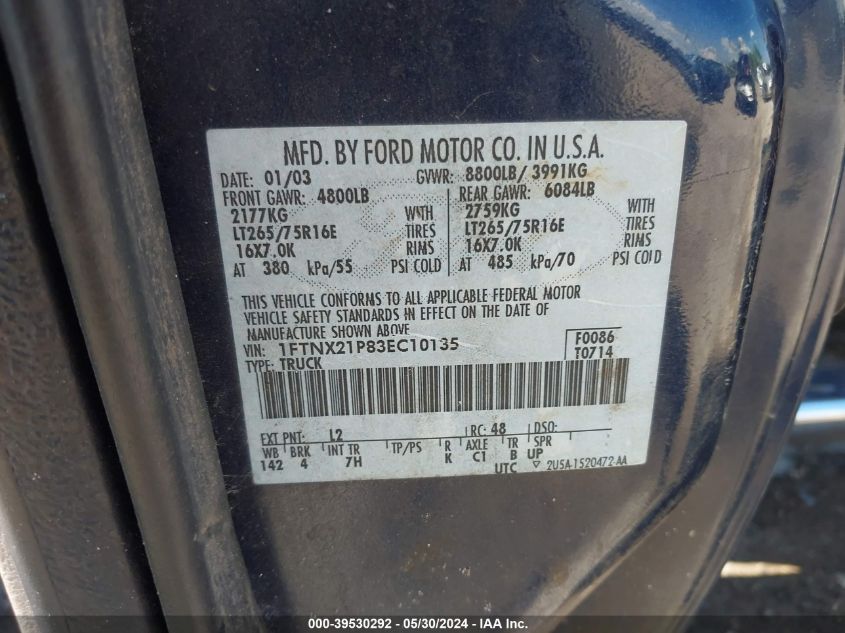 MFD. BY FORD MOTOR CO. IN U.S.A.
DATE: 01/03 GVWR: 8800LB/ 3991KG
FRONT GAWR: 4800LB REAR GAWR: 6084LB
2177KG WITH 2759KG WITH
LT265/75R16E TIRES LT265/75R16E TIRES
16X7.0K RIMS 16X7.0K RIMS
AT 380 kPa/55 PSI COLD AT 485 kPa/70 PSI COLD
THIS VEHICLE CONFORMS TO ALL APPLICABLE FEDERAL MOTOR
VEHICLE SAFETY STANDARDS IN EFFECT ON THE DATE OF
MANUFACTURE SHOWN ABOVE
VIN: 1FTNX21P83EC10135 F0086
TYPE: TRUCK T0714
EXT PNT: L2 RC: 48 DSO:
WB BRK INT TR TP/PS R AXLE TR SPR
142 4 7H K C1 B UP
UTC ▽ 2U5A-1520472-AA
000-39530292 - 05/30/2024 - IAA Inc.